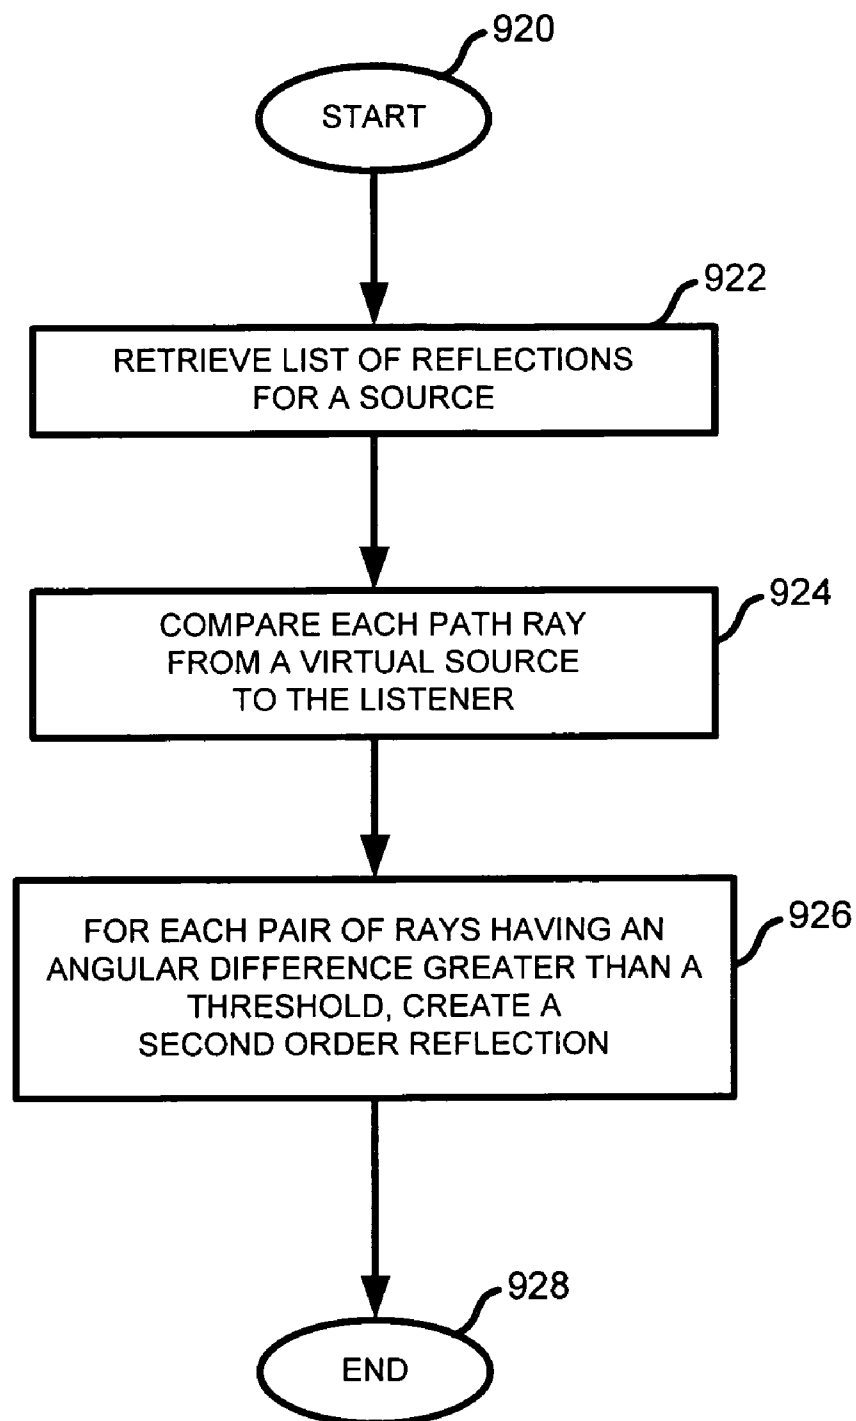 920
START
922
RETRIEVE LIST OF REFLECTIONS
FOR A SOURCE
924
COMPARE EACH PATH RAY
FROM A VIRTUAL SOURCE
TO THE LISTENER
926
FOR EACH PAIR OF RAYS HAVING AN
ANGULAR DIFFERENCE GREATER THAN A
THRESHOLD, CREATE A
SECOND ORDER REFLECTION
928
END